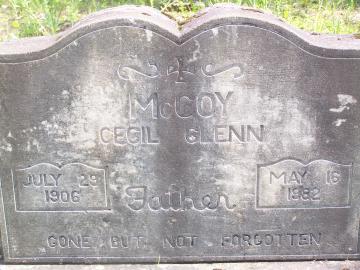 McCOY
CECIL GLENN
JULY 29
1906
Father
MAY 16
1982
GONE BUT NOT FORGOTTEN